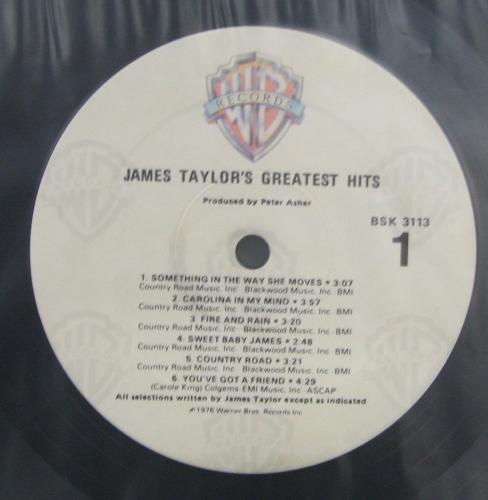 WB
RECORDS
JAMES TAYLOR'S GREATEST HITS
Produced by Peter Asher
BSK 3113
1
1. SOMETHING IN THE WAY SHE MOVES • 3:07
Country Road Music, Inc Blackwood Music, Inc BMI
2. CAROLINA IN MY MIND • 3:57
Country Road Music, Inc Blackwood Music, Inc BMI
3. FIRE AND RAIN • 3:20
Country Road Music, Inc Blackwood Music, Inc BMI
4. SWEET BABY JAMES • 2:48
Country Road Music, Inc Blackwood Music, Inc BMI
5. COUNTRY ROAD • 3:21
Country Road Music, Inc Blackwood Music, Inc BMI
6. YOU'VE GOT A FRIEND • 4:29
(Carole King) Colgems-EMI Music, Inc ASCAP
All selections written by James Taylor except as indicated
℗1976 Warner Bros. Records Inc.